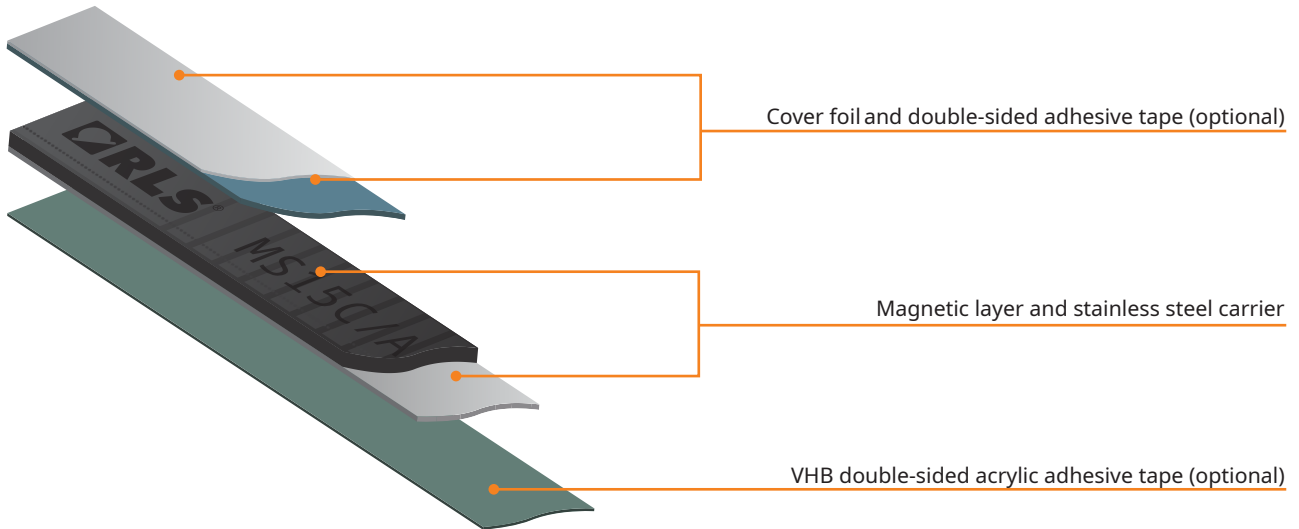 Cover foil and double-sided adhesive tape (optional)
RLS®
MS15C/A
Magnetic layer and stainless steel carrier
VHB double-sided acrylic adhesive tape (optional)